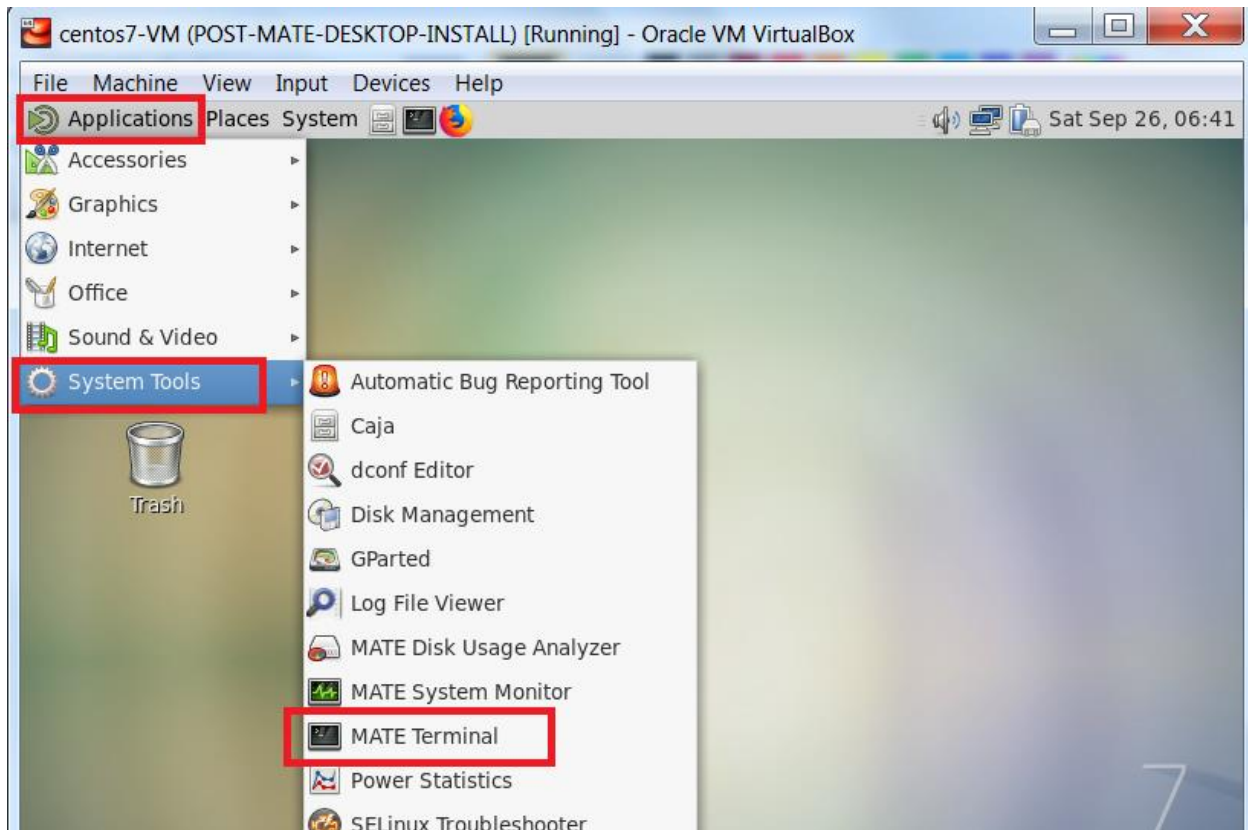 centos7-VM (POST-MATE-DESKTOP-INSTALL) [Running] - Oracle VM VirtualBox
File Machine View Input Devices Help
Applications Places System Sat Sep 26, 06:41
Accessories
Graphics
Internet
Office
Sound & Video
System Tools
Automatic Bug Reporting Tool
Caja
dconf Editor
Trash
Disk Management
GParted
Log File Viewer
MATE Disk Usage Analyzer
MATE System Monitor
MATE Terminal
Power Statistics
SELinux Troubleshooter
7